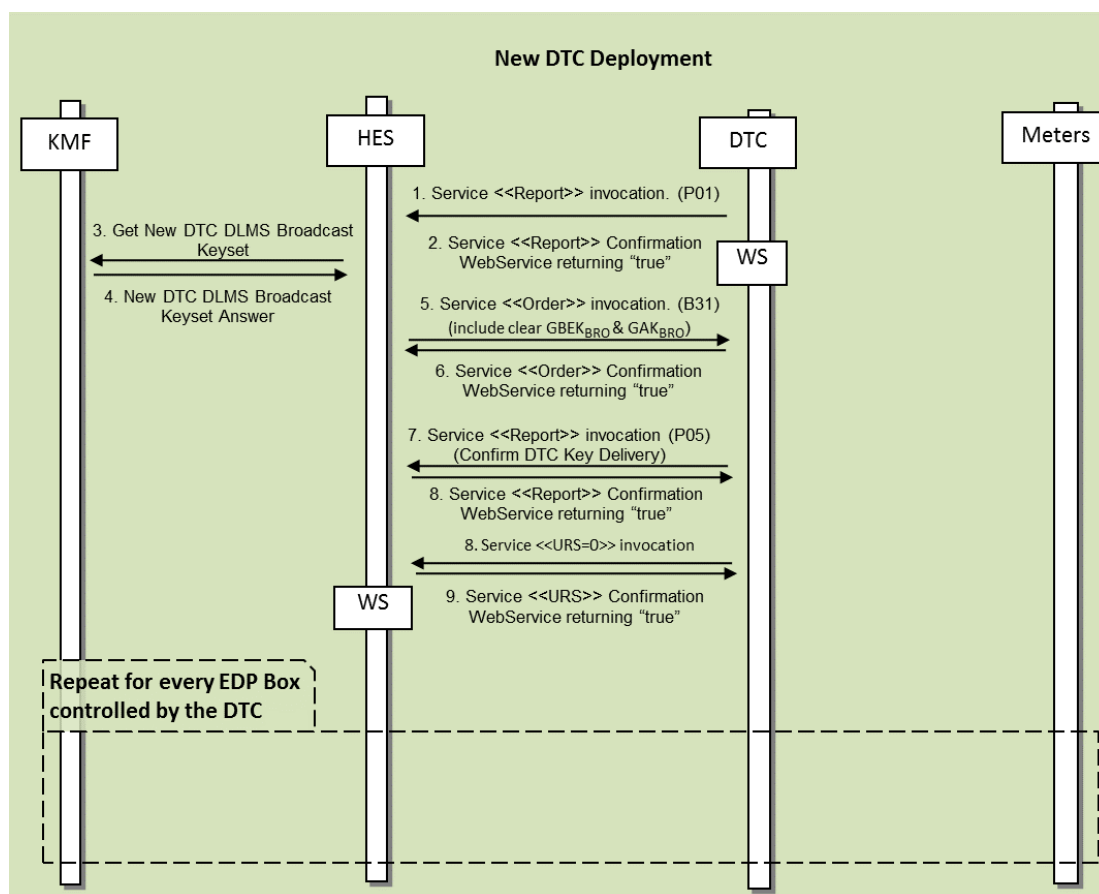 New DTC Deployment
KMF
HES
DTC
Meters
1. Service <<Report>> invocation. (P01)
3. Get New DTC DLMS Broadcast
Keyset
2. Service <<Report>> Confirmation
WebService returning “true”
WS
4. New DTC DLMS Broadcast
Keyset Answer
5. Service <<Order>> invocation. (B31)
(include clear GBEKBRO & GAKBRO)
6. Service <<Order>> Confirmation
WebService returning “true”
7. Service <<Report>> invocation (P05)
(Confirm DTC Key Delivery)
8. Service <<Report>> Confirmation
WebService returning “true”
8. Service <<URS=0>> invocation
WS
9. Service <<URS>> Confirmation
WebService returning “true”
Repeat for every EDP Box
controlled by the DTC